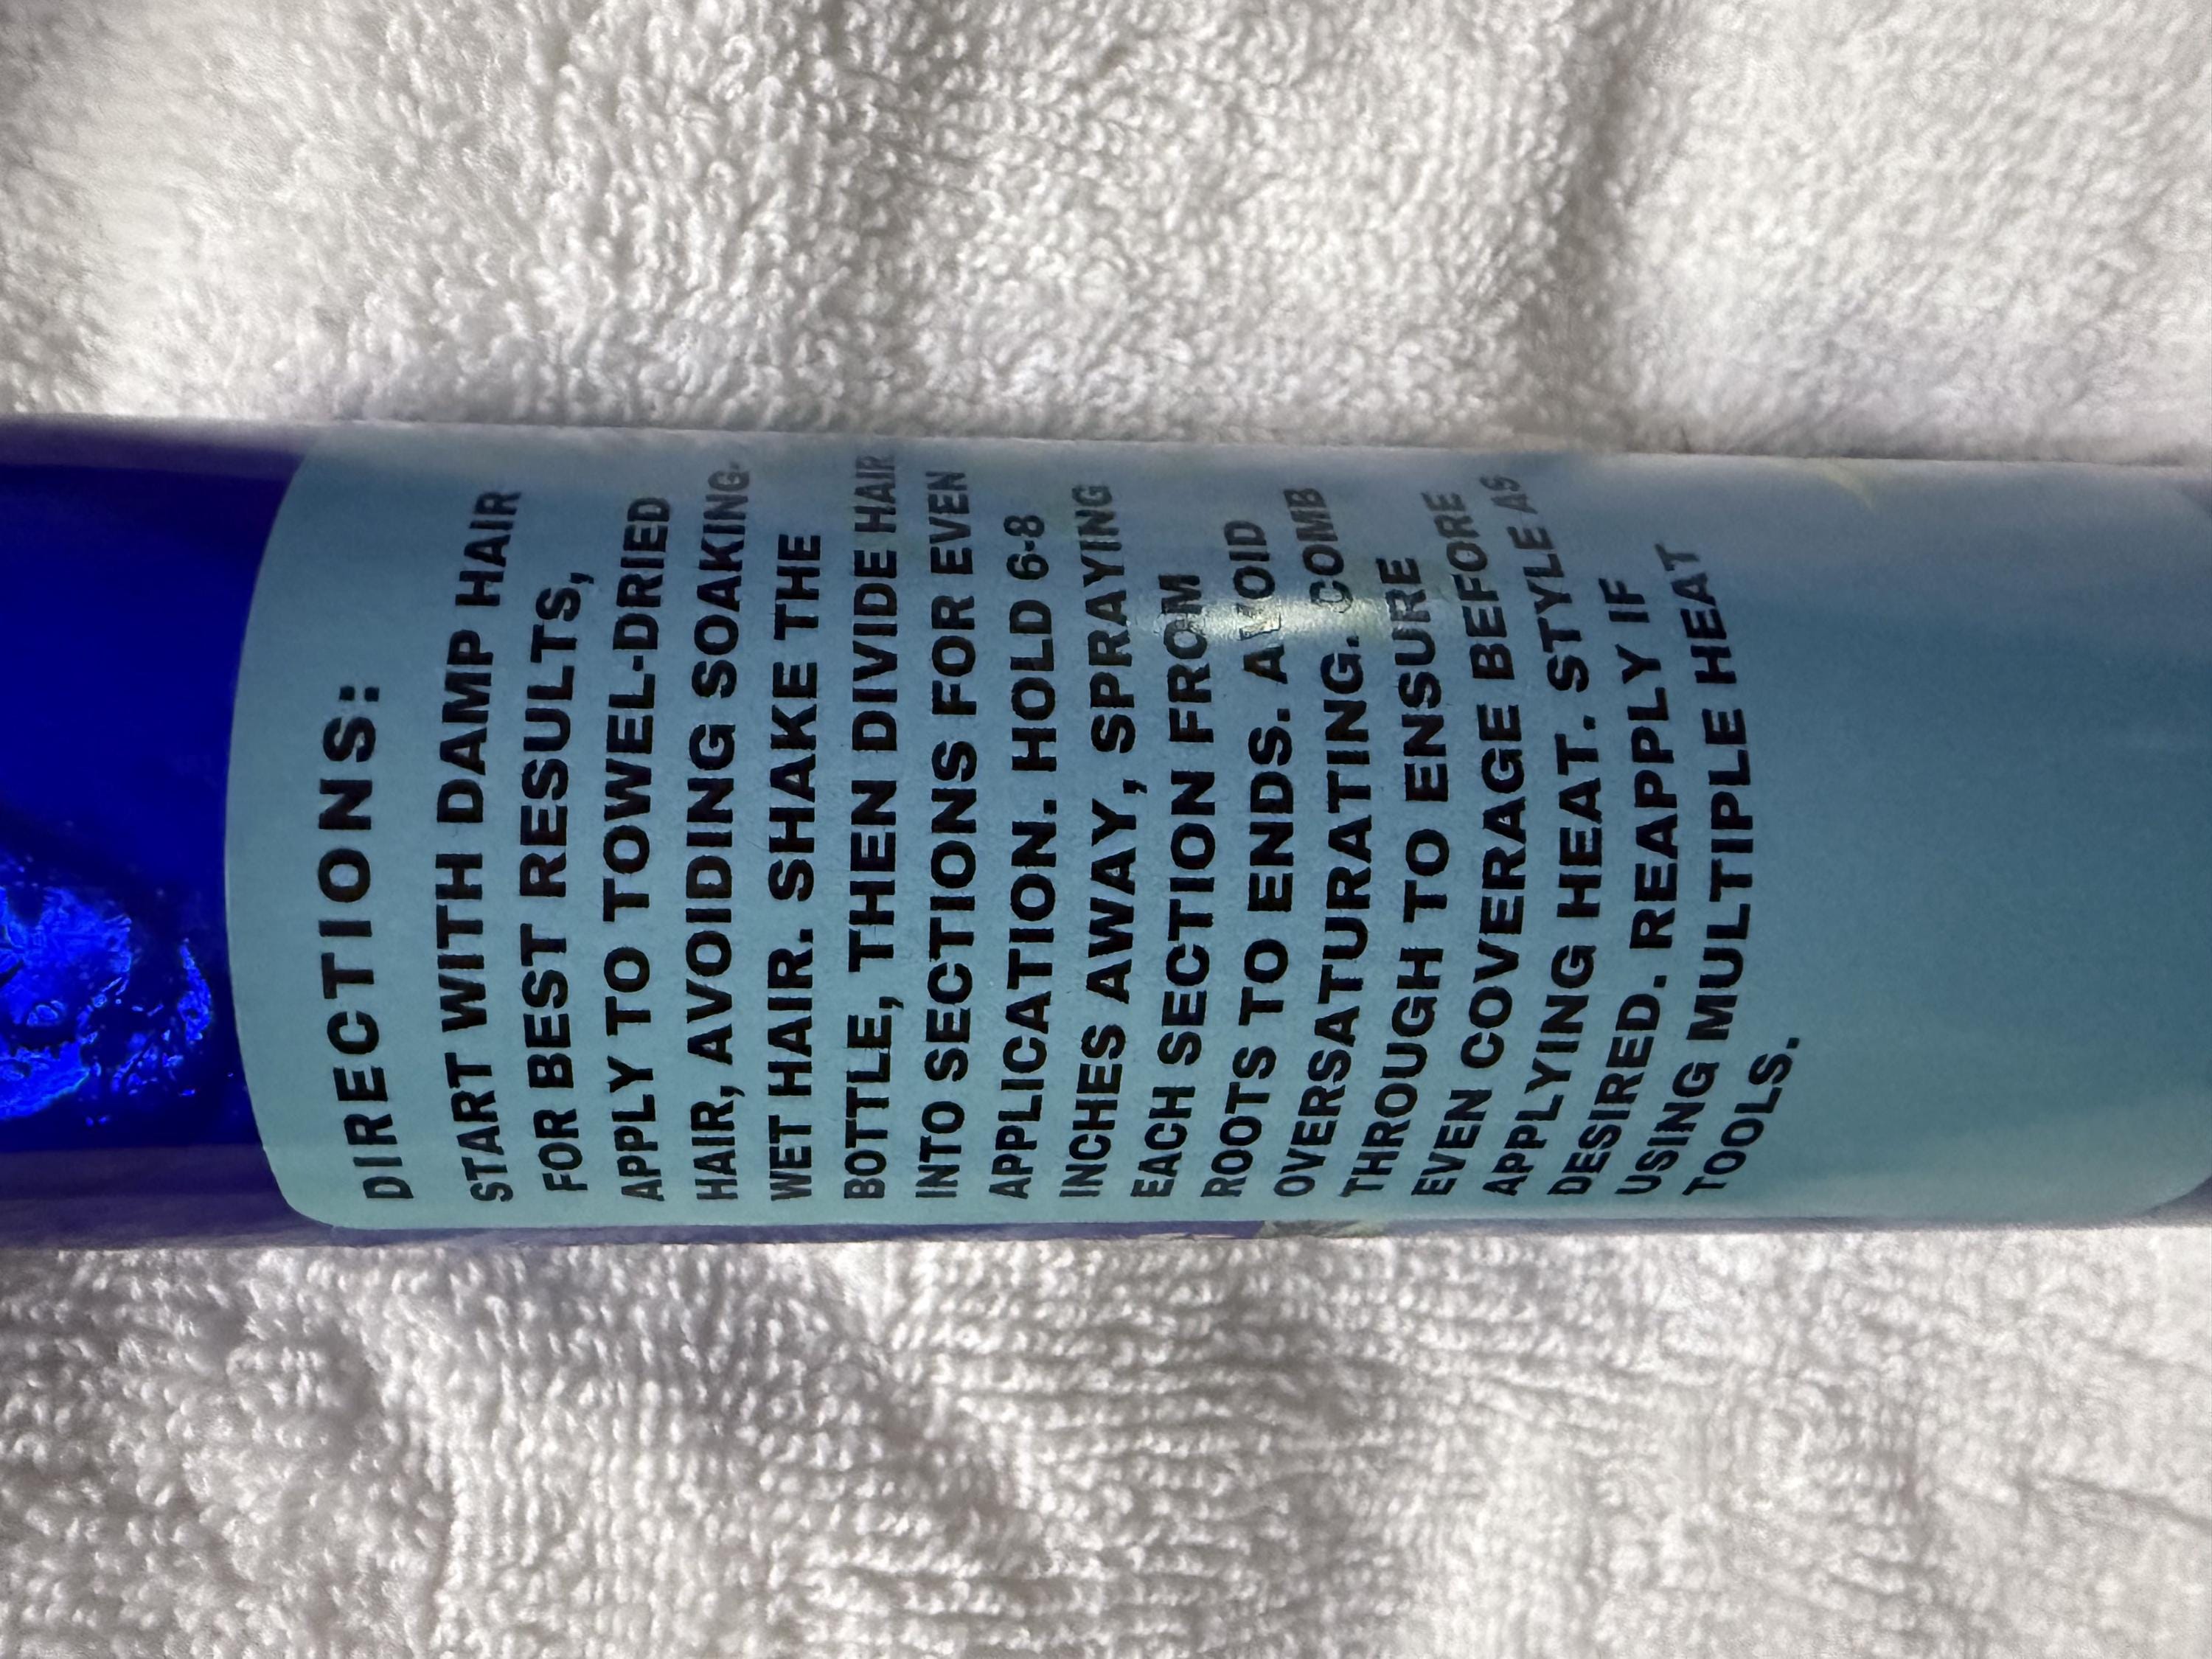 DIRECTIONS:
START WITH DAMP HAIR
FOR BEST RESULTS,
APPLY TO TOWEL-DRIED
HAIR, AVOIDING SOAKING-
WET HAIR. SHAKE THE
BOTTLE, THEN DIVIDE HAIR
INTO SECTIONS FOR EVEN
APPLICATION. HOLD 6-8
INCHES AWAY, SPRAYING
EACH SECTION FROM
ROOTS TO ENDS. AVOID
OVERSATURATING. COMB
THROUGH TO ENSURE
EVEN COVERAGE BEFORE
APPLYING HEAT. STYLE AS
DESIRED. REAPPLY IF
USING MULTIPLE HEAT
TOOLS.